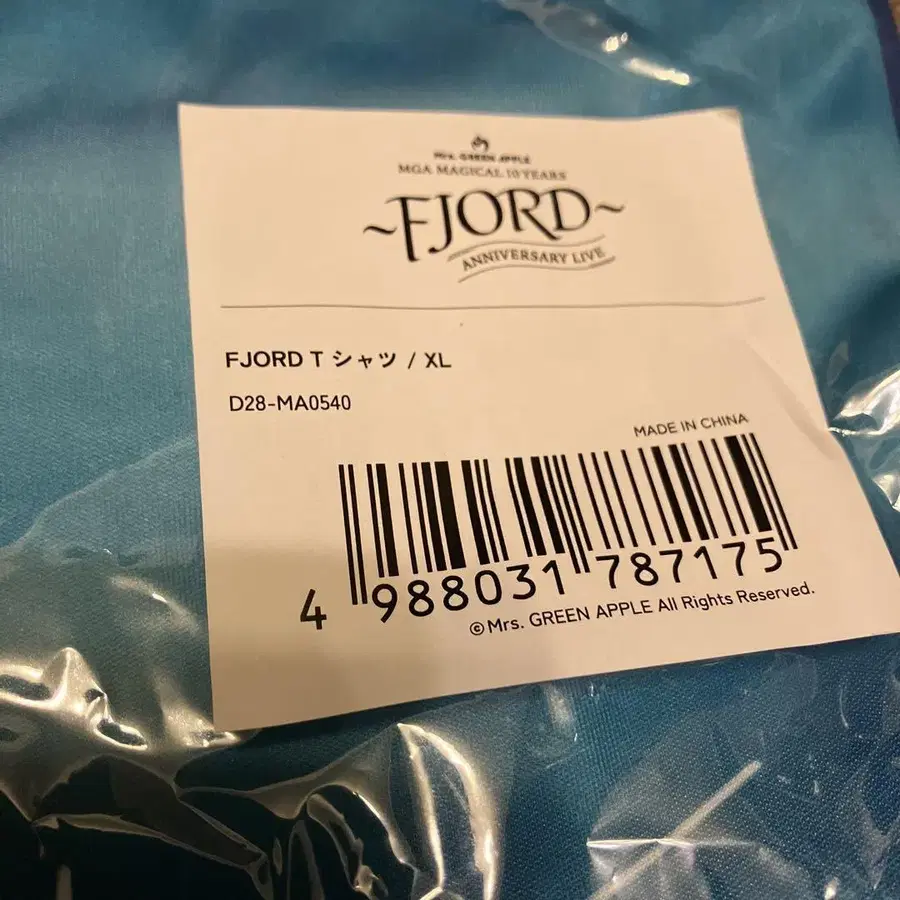 Mrs. GREEN APPLE
MGA MAGICAL 10 YEARS
~FJORD~
ANNIVERSARY LIVE
FJORD T シャツ / XL
D28-MA0540
MADE IN CHINA
4 988031 787175
©Mrs. GREEN APPLE All Rights Reserved.